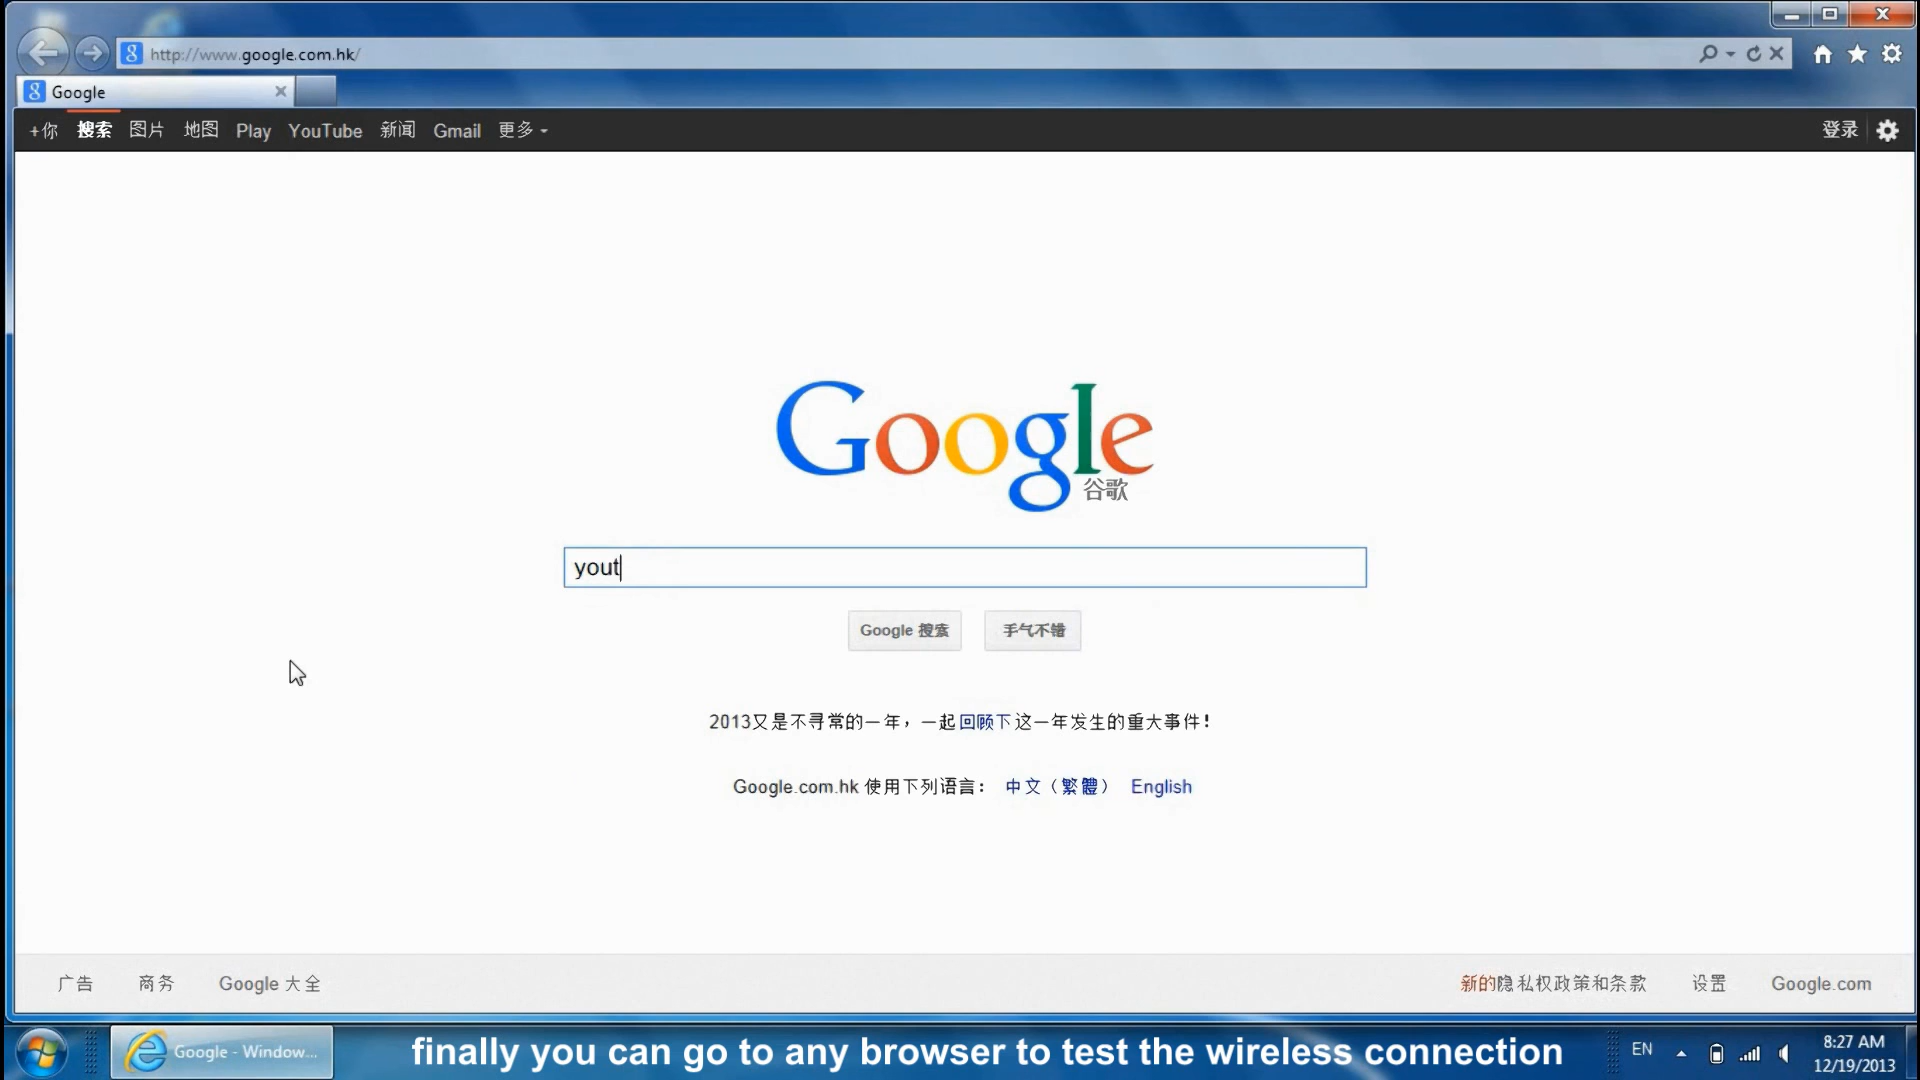 http://www.google.com.hk/
Google
+你 搜索 图片 地图 Play YouTube 新闻 Gmail 更多 登录
Google
谷歌
yout
Google 搜索 手气不错
2013又是不寻常的一年，一起回顾下这一年发生的重大事件！
Google.com.hk 使用下列语言： 中文（繁體） English
广告 商务 Google 大全 新的隐私权政策和条款 设置 Google.com
Google - Window...
finally you can go to any browser to test the wireless connection
EN
8:27 AM
12/19/2013